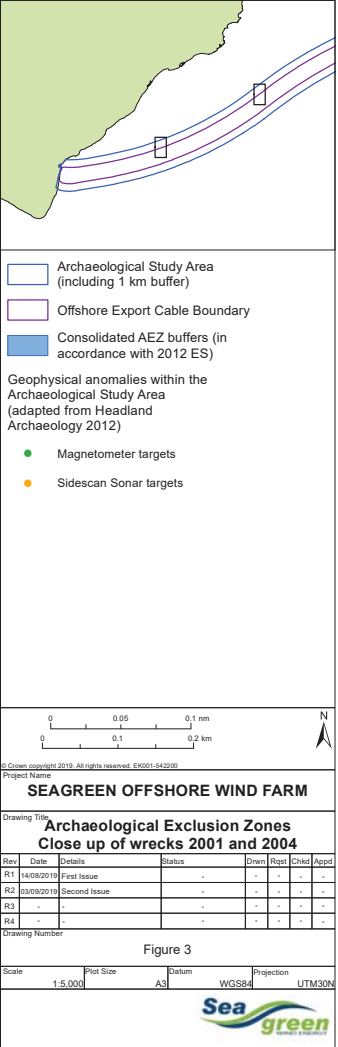 Archaeological Study Area
(including 1 km buffer)
Offshore Export Cable Boundary
Consolidated AEZ buffers (in
accordance with 2012 ES)
Geophysical anomalies within the
Archaeological Study Area
(adapted from Headland
Archaeology 2012)
Magnetometer targets
Sidescan Sonar targets
0 0.05 0.1 nm
0 0.1 0.2 km
N
© Crown copyright 2019. All rights reserved. EK001-542200
Project Name
SEAGREEN OFFSHORE WIND FARM
Drawing Title
Archaeological Exclusion Zones
Close up of wrecks 2001 and 2004
Rev Date Details Status Drwn Rqst Chkd Appd
R1 14/08/2019 First Issue - - - - -
R2 03/09/2019 Second Issue - - - - -
R3 - - - - - - -
R4 - - - - - - -
Drawing Number
Figure 3
Scale Plot Size Datum Projection
1:5,000 A3 WGS84 UTM30N
Sea
green
WIND ENERGY